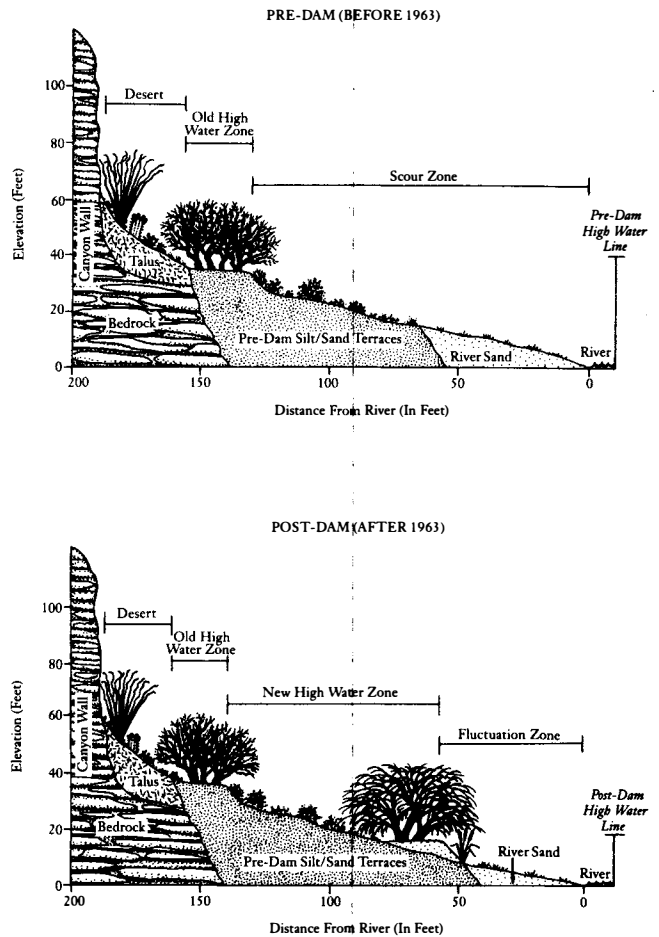 PRE-DAM (BEFORE 1963)
100
80
60
40
20
0
Elevation (Feet)
Desert
Old High
Water Zone
Scour Zone
Pre-Dam
High Water
Line
Canyon Wall
Talus
Bedrock
Pre-Dam Silt/Sand Terraces
River Sand
River
200
150
100
50
0
Distance From River (In Feet)
POST-DAM (AFTER 1963)
100
80
60
40
20
0
Elevation (Feet)
Desert
Old High
Water Zone
New High Water Zone
Fluctuation Zone
Post-Dam
High Water
Line
Canyon Wall
Talus
Bedrock
Pre-Dam Silt/Sand Terraces
River Sand
River
200
150
100
50
0
Distance From River (In Feet)